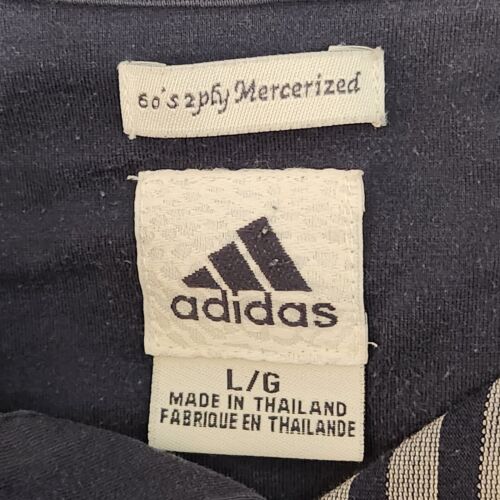 60's 2ply Mercerized
adidas
L/G
MADE IN THAILAND
FABRIQUE EN THAILANDE